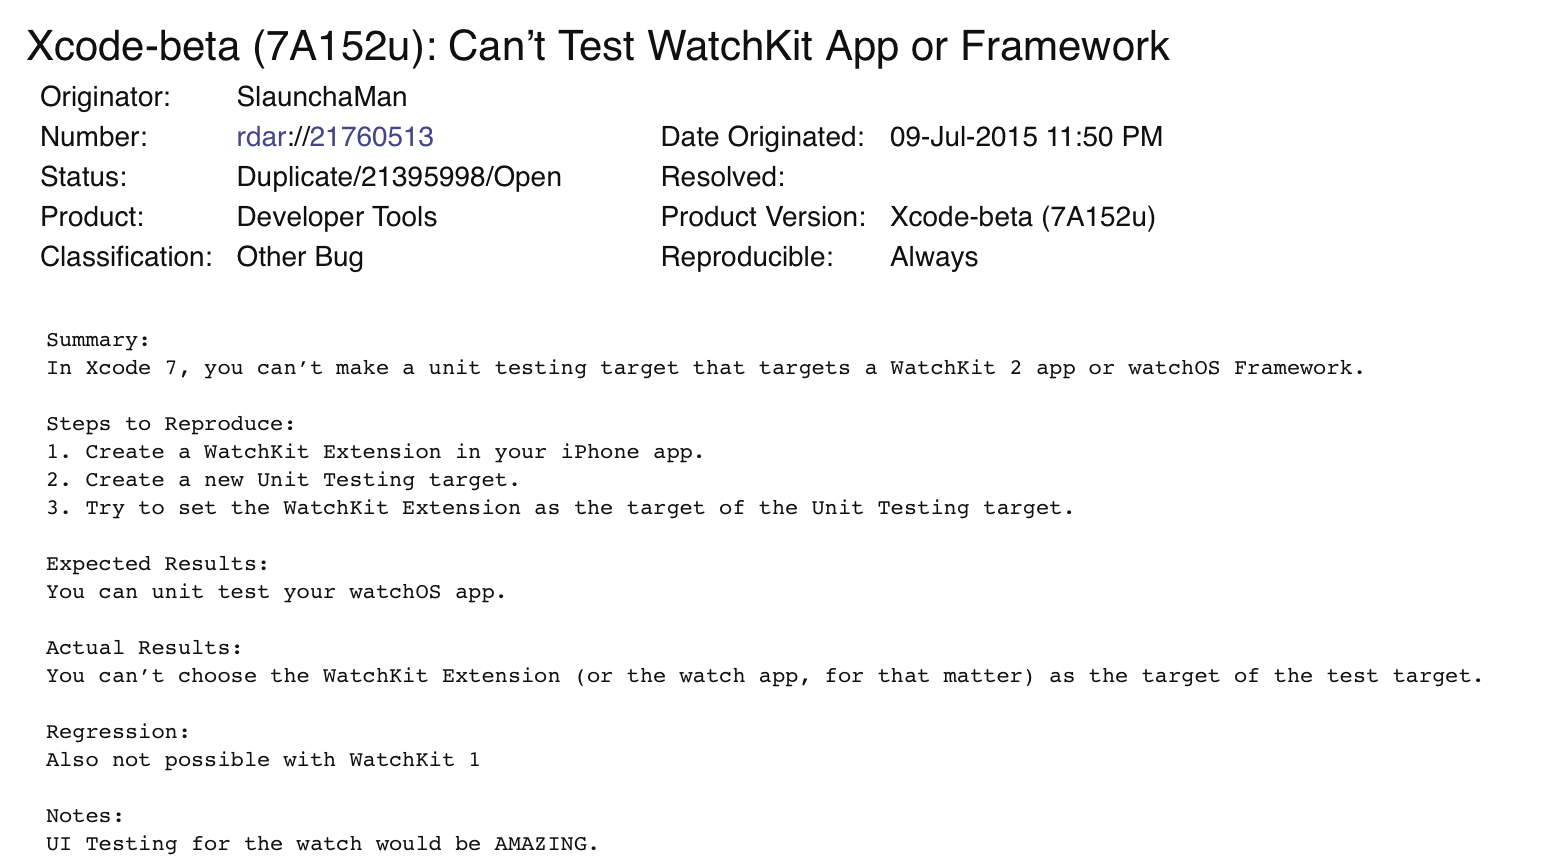 Xcode-beta (7A152u): Can’t Test WatchKit App or Framework
Originator: SlaunchaMan
Number: rdar://21760513 Date Originated: 09-Jul-2015 11:50 PM
Status: Duplicate/21395998/Open Resolved:
Product: Developer Tools Product Version: Xcode-beta (7A152u)
Classification: Other Bug Reproducible: Always
Summary:
In Xcode 7, you can’t make a unit testing target that targets a WatchKit 2 app or watchOS Framework.
Steps to Reproduce:
1. Create a WatchKit Extension in your iPhone app.
2. Create a new Unit Testing target.
3. Try to set the WatchKit Extension as the target of the Unit Testing target.
Expected Results:
You can unit test your watchOS app.
Actual Results:
You can’t choose the WatchKit Extension (or the watch app, for that matter) as the target of the test target.
Regression:
Also not possible with WatchKit 1
Notes:
UI Testing for the watch would be AMAZING.